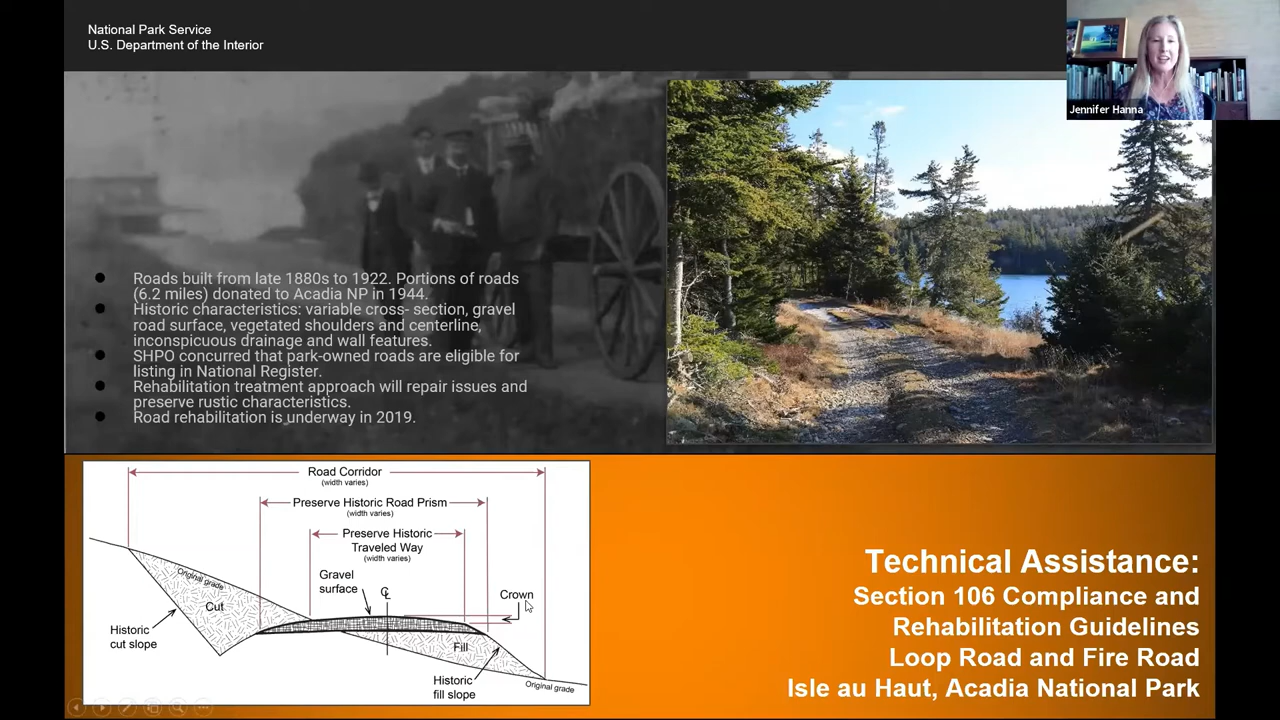 National Park Service
U.S. Department of the Interior
Jennifer Hanna
Roads built from late 1880s to 1922. Portions of roads
(6.2 miles) donated to Acadia NP in 1944.
Historic characteristics: variable cross- section, gravel
road surface, vegetated shoulders and centerline,
inconspicuous drainage and wall features.
SHPO concurred that park-owned roads are eligible for
listing in National Register.
Rehabilitation treatment approach will repair issues and
preserve rustic characteristics.
Road rehabilitation is underway in 2019.
Road Corridor
(width varies)
Preserve Historic Road Prism
(width varies)
Preserve Historic
Traveled Way
(width varies)
Gravel
surface
℄
Crown
Original grade
Cut
Historic
cut slope
Fill
Historic
fill slope
Original grade
Technical Assistance:
Section 106 Compliance and
Rehabilitation Guidelines
Loop Road and Fire Road
Isle au Haut, Acadia National Park